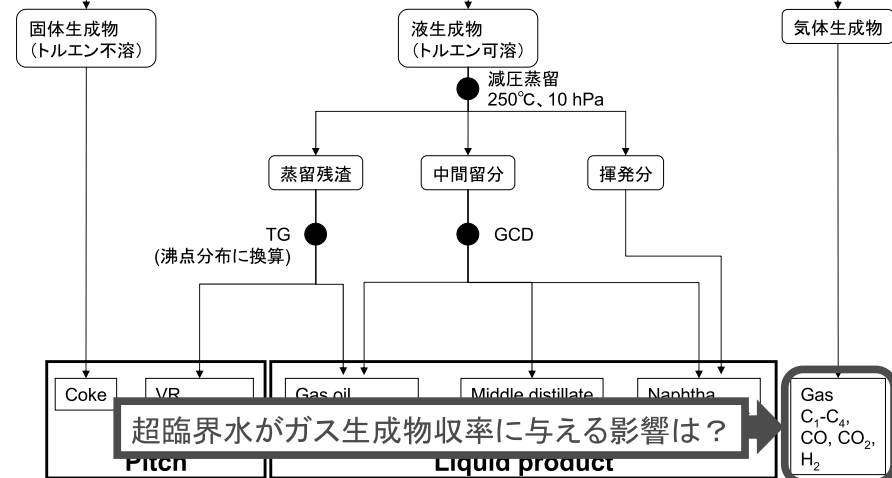 固体生成物
（トルエン不溶）
液生成物
（トルエン可溶）
気体生成物
減圧蒸留
250℃、10 hPa
蒸留残渣
中間留分
揮発分
TG
(沸点分布に換算)
GCD
Coke
VR
Gas oil
Middle distillate
Naphtha
Gas
C₁-C₄,
CO, CO₂,
H₂
超臨界水がガス生成物収率に与える影響は？
Pitch
Liquid product